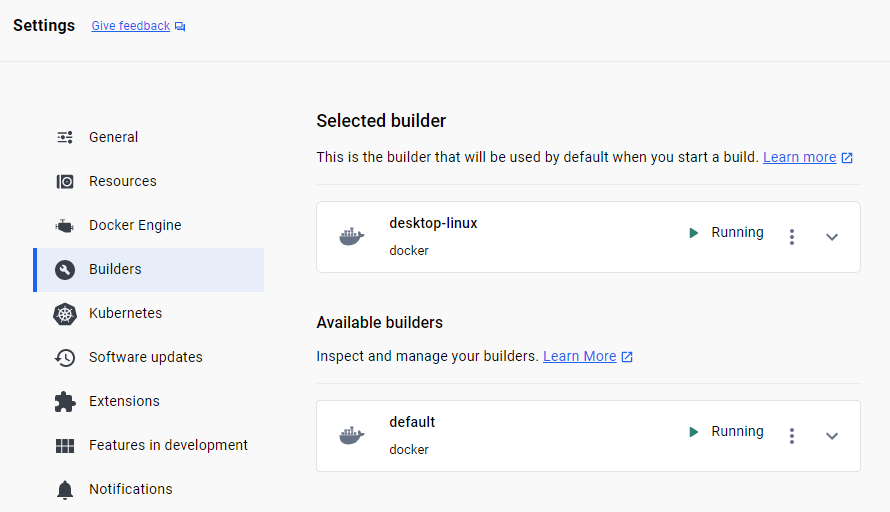 Settings Give feedback
General
Resources
Docker Engine
Builders
Kubernetes
Software updates
Extensions
Features in development
Notifications
Selected builder
This is the builder that will be used by default when you start a build. Learn more
desktop-linux
docker
Running
Available builders
Inspect and manage your builders. Learn More
default
docker
Running